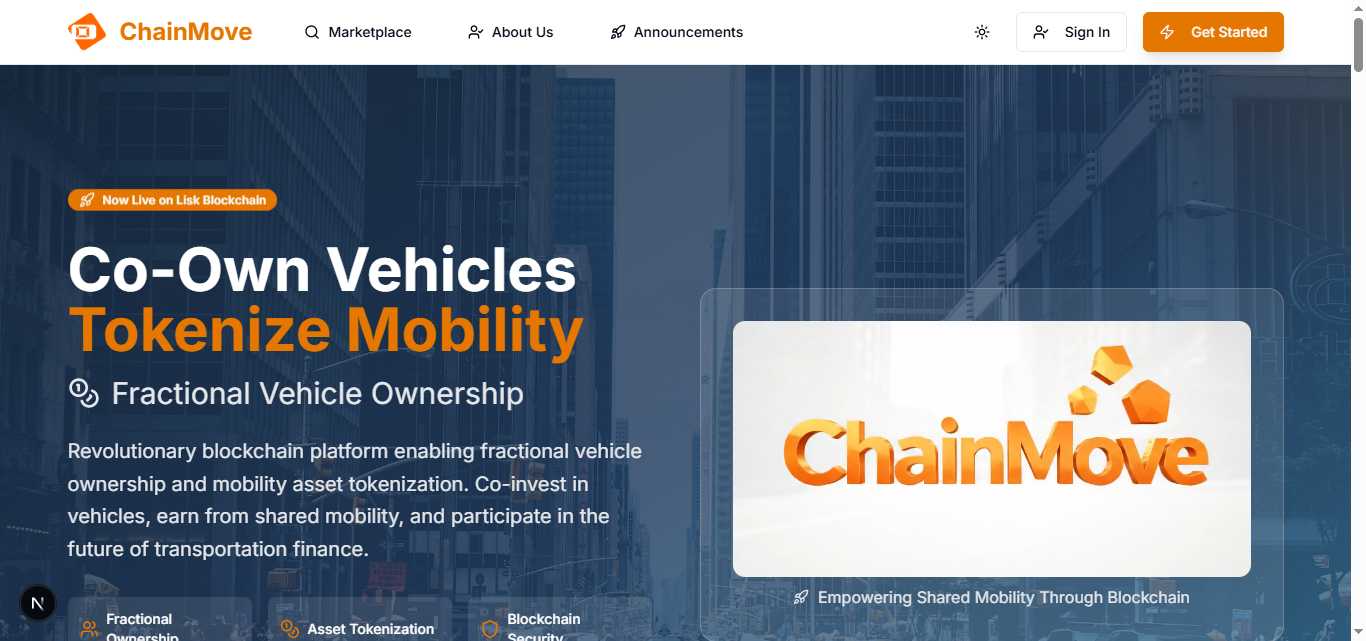 ChainMove
Marketplace
About Us
Announcements
Sign In
Get Started
Now Live on Lisk Blockchain
Co-Own Vehicles
Tokenize Mobility
Fractional Vehicle Ownership
Revolutionary blockchain platform enabling fractional vehicle
ownership and mobility asset tokenization. Co-invest in
vehicles, earn from shared mobility, and participate in the
future of transportation finance.
ChainMove
Empowering Shared Mobility Through Blockchain
N
Fractional
Ownership
Asset Tokenization
Blockchain
Security